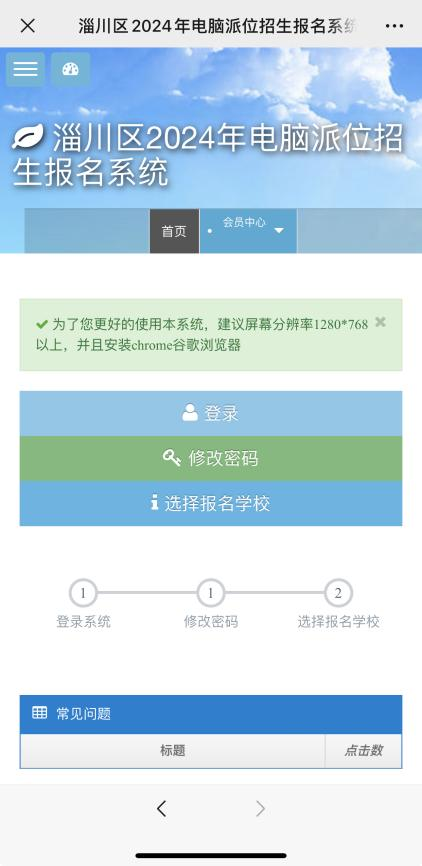 淄川区2024年电脑派位招生报名系统
淄川区2024年电脑派位招
生报名系统
首页
会员中心
为了您更好的使用本系统，建议屏幕分辨率1280*768
以上，并且安装chrome谷歌浏览器
登录
修改密码
选择报名学校
1 1 2
登录系统 修改密码 选择报名学校
常见问题
标题 点击数